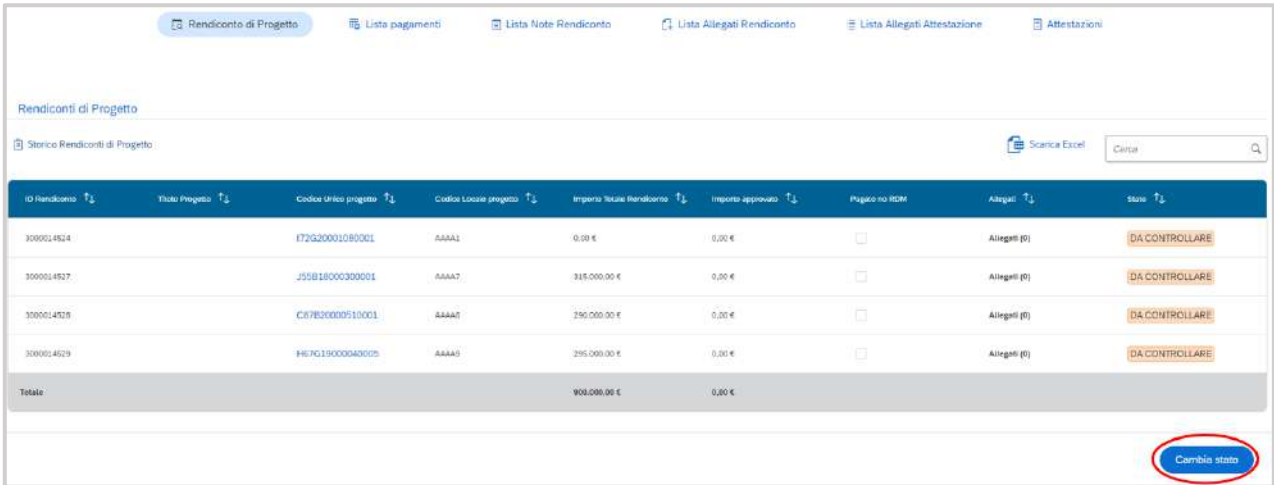 Rendiconto di Progetto Lista pagamenti Lista Note Rendiconto Lista Allegati Rendiconto Lista Allegati Attestazione Attestazioni
Rendiconti di Progetto
Storico Rendiconti di Progetto Scarica Excel Cerca
ID Rendiconto Titolo Progetto Codice Unico progetto Codice Locale progetto Importo Totale Rendiconto Importo approvato Pagato no RDM Allegati Stato
3000014524 I72G20001080001 AAAA1 0,00 € 0,00 € Allegati (0) DA CONTROLLARE
3000014527 J55B18000300001 AAAA7 315.000,00 € 0,00 € Allegati (0) DA CONTROLLARE
3000014528 C87B20000510001 290.000,00 € 0,00 € Allegati (0) DA CONTROLLARE
3000014529 H67G19000040005 AAAA9 295.000,00 € 0,00 € Allegati (0) DA CONTROLLARE
Totale 900.000,00 € 0,00 €
Cambia stato